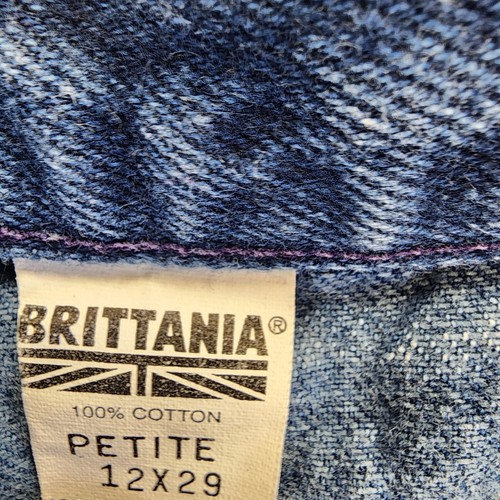 BRITTANIA®
100% COTTON
PETITE
12X29